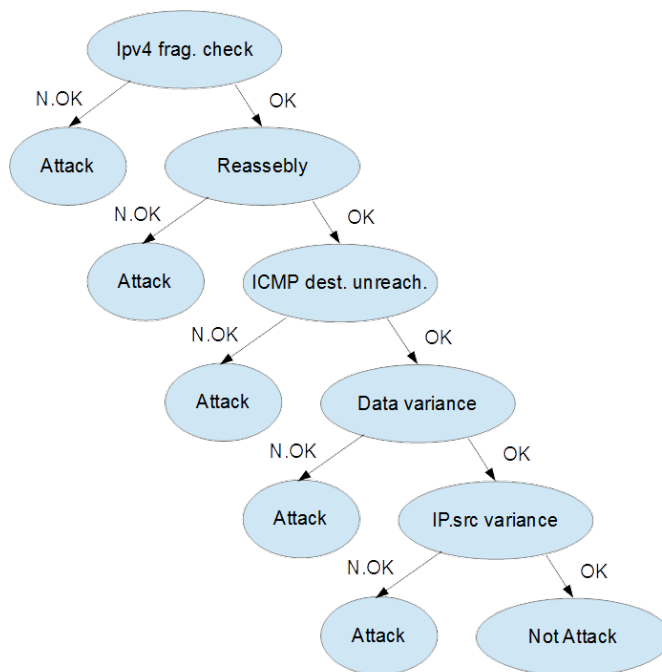 Ipv4 frag. check
N.OK
OK
Attack
Reassebly
N.OK
OK
Attack
ICMP dest. unreach.
N.OK
OK
Attack
Data variance
N.OK
OK
Attack
IP.src variance
N.OK
OK
Attack
Not Attack